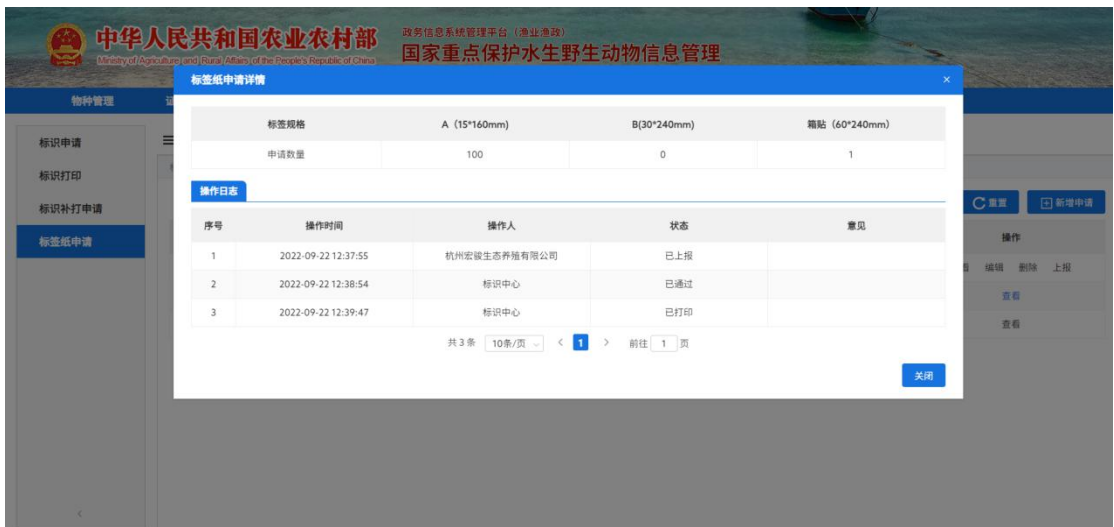 中华人民共和国农业农村部
Ministry of Agriculture and Rural Affairs of the People's Republic of China
政务信息系统管理平台（渔业渔政）
国家重点保护水生野生动物信息管理
物种管理
标签纸申请详情 ×
标签规格 A（15*160mm） B(30*240mm) 箱贴（60*240mm）
申请数量 100 0 1
操作日志
序号 操作时间 操作人 状态 意见
1 2022-09-22 12:37:55 杭州宏骏生态养殖有限公司 已上报
2 2022-09-22 12:38:54 标识中心 已通过
3 2022-09-22 12:39:47 标识中心 已打印
共 3 条 10条/页 < 1 > 前往 1 页
关闭
标识申请
标识打印
标识补打申请
标签纸申请
重置 新增申请
操作
编辑 删除 上报
查看
查看